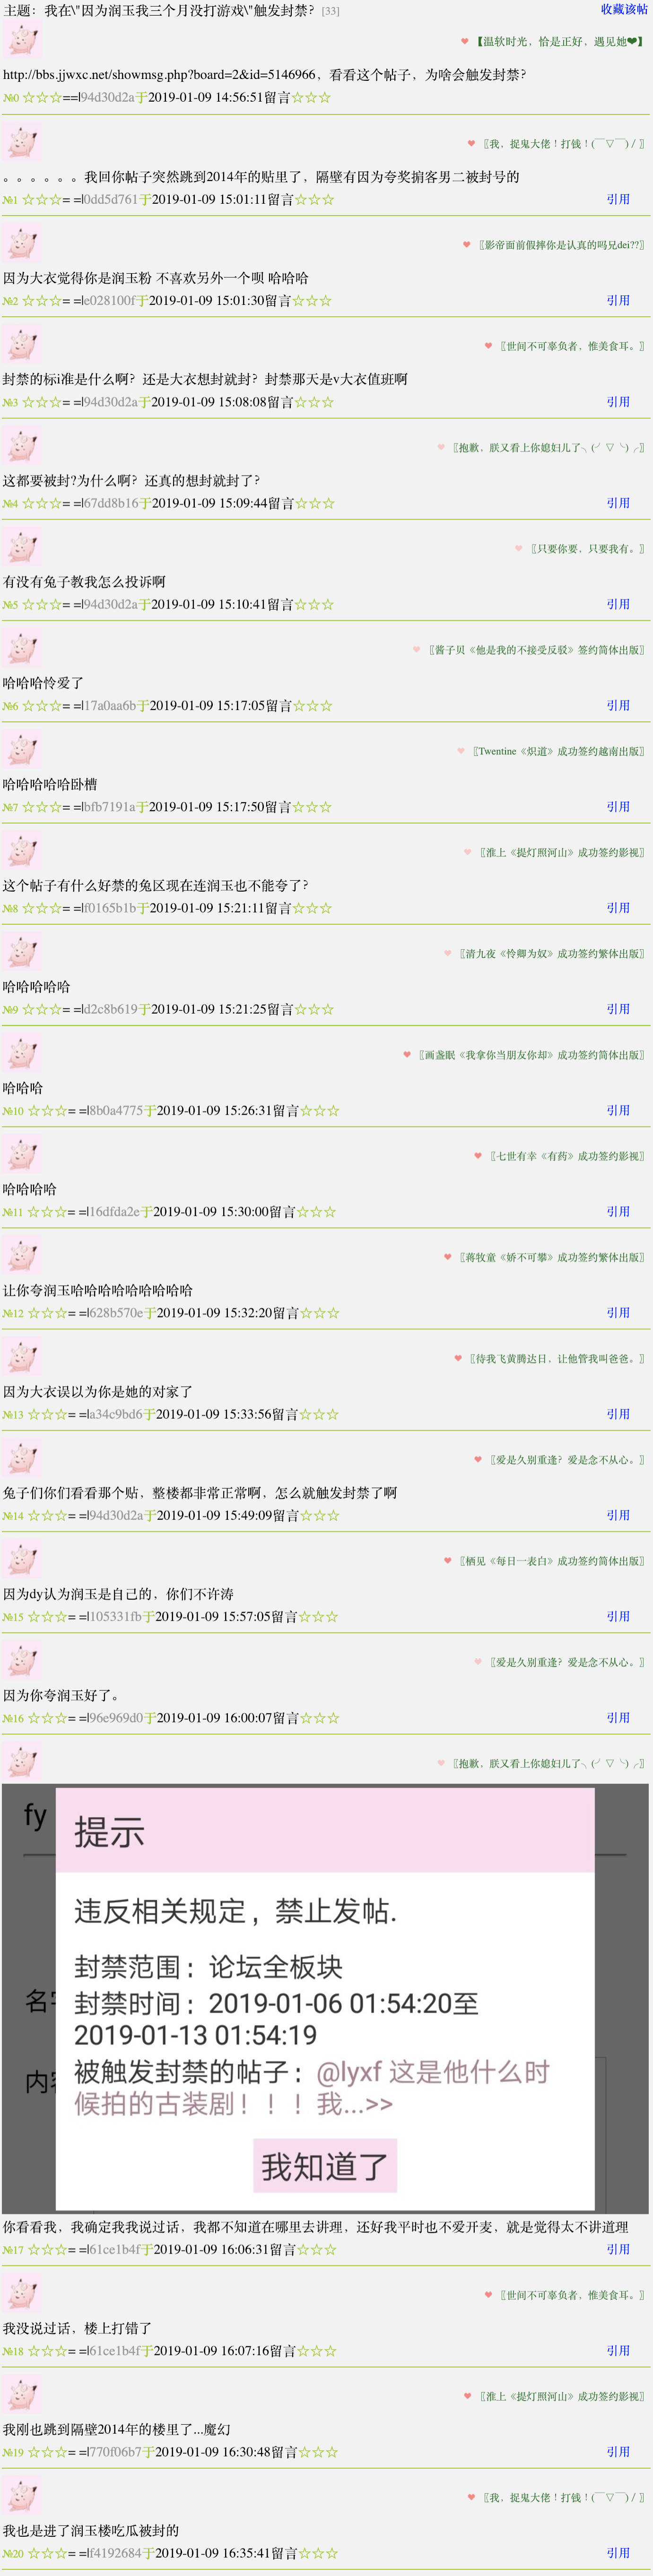 主题：我在\"因为润玉我三个月没打游戏\"触发封禁？ [33] 收藏该帖
❤ 【温软时光，恰是正好，遇见她❤】
http://bbs.jjwxc.net/showmsg.php?board=2&id=5146966，看看这个帖子，为啥会触发封禁？
№0 ☆☆☆==|94d30d2a于2019-01-09 14:56:51留言☆☆☆
❤ 〖我，捉鬼大佬！打钱！(￣▽￣)／〗
。。。。。。我回你帖子突然跳到2014年的贴里了，隔壁有因为夸奖掮客男二被封号的
№1 ☆☆☆= =|0dd5d761于2019-01-09 15:01:11留言☆☆☆ 引用
❤ 〖影帝面前假摔你是认真的吗兄dei??〗
因为大衣觉得你是润玉粉 不喜欢另外一个呗 哈哈哈
№2 ☆☆☆= =|e028100f于2019-01-09 15:01:30留言☆☆☆ 引用
❤ 〖世间不可辜负者，惟美食耳。〗
封禁的标i准是什么啊？还是大衣想封就封？封禁那天是v大衣值班啊
№3 ☆☆☆= =|94d30d2a于2019-01-09 15:08:08留言☆☆☆ 引用
❤ 〖抱歉，朕又看上你媳妇儿了╮(╯▽╰)╭〗
这都要被封?为什么啊？还真的想封就封了?
№4 ☆☆☆= =|67dd8b16于2019-01-09 15:09:44留言☆☆☆ 引用
❤ 〖只要你要，只要我有。〗
有没有兔子教我怎么投诉啊
№5 ☆☆☆= =|94d30d2a于2019-01-09 15:10:41留言☆☆☆ 引用
❤ 〖酱子贝《他是我的不接受反驳》签约简体出版〗
哈哈哈怜爱了
№6 ☆☆☆= =|17a0aa6b于2019-01-09 15:17:05留言☆☆☆ 引用
❤ 〖Twentine《炽道》成功签约越南出版〗
哈哈哈哈哈卧槽
№7 ☆☆☆= =|bfb7191a于2019-01-09 15:17:50留言☆☆☆ 引用
❤ 〖淮上《提灯照河山》成功签约影视〗
这个帖子有什么好禁的兔区现在连润玉也不能夸了?
№8 ☆☆☆= =|f0165b1b于2019-01-09 15:21:11留言☆☆☆ 引用
❤ 〖清九夜《怜卿为奴》成功签约繁体出版〗
哈哈哈哈哈
№9 ☆☆☆= =|d2c8b619于2019-01-09 15:21:25留言☆☆☆ 引用
❤ 〖画盏眠《我拿你当朋友你却》成功签约简体出版〗
哈哈哈
№10 ☆☆☆= =|8b0a4775于2019-01-09 15:26:31留言☆☆☆ 引用
❤ 〖七世有幸《有药》成功签约影视〗
哈哈哈哈
№11 ☆☆☆= =|16dfda2e于2019-01-09 15:30:00留言☆☆☆ 引用
❤ 〖蒋牧童《娇不可攀》成功签约繁体出版〗
让你夸润玉哈哈哈哈哈哈哈哈哈
№12 ☆☆☆= =|628b570e于2019-01-09 15:32:20留言☆☆☆ 引用
❤ 〖待我飞黄腾达日，让他管我叫爸爸。〗
因为大衣误以为你是她的对家了
№13 ☆☆☆= =|a34c9bd6于2019-01-09 15:33:56留言☆☆☆ 引用
❤ 〖爱是久别重逢？爱是念不从心。〗
兔子们你们看看那个贴，整楼都非常正常啊，怎么就触发封禁了啊
№14 ☆☆☆= =|94d30d2a于2019-01-09 15:49:09留言☆☆☆ 引用
❤ 〖栖见《每日一表白》成功签约简体出版〗
因为dy认为润玉是自己的，你们不许涛
№15 ☆☆☆= =|105331fb于2019-01-09 15:57:05留言☆☆☆ 引用
❤ 〖爱是久别重逢？爱是念不从心。〗
因为你夸润玉好了。
№16 ☆☆☆= =|96e969d0于2019-01-09 16:00:07留言☆☆☆ 引用
❤ 〖抱歉，朕又看上你媳妇儿了╮(╯▽╰)╭〗
fy
提示
违反相关规定，禁止发帖.
封禁范围：论坛全板块
封禁时间：2019-01-06 01:54:20至
2019-01-13 01:54:19
被触发封禁的帖子：@lyxf 这是他什么时
候拍的古装剧！！！我...>>
我知道了
你看看我，我确定我我说过话，我都不知道在哪里去讲理，还好我平时也不爱开麦，就是觉得太不讲道理
№17 ☆☆☆= =|61ce1b4f于2019-01-09 16:06:31留言☆☆☆ 引用
❤ 〖世间不可辜负者，惟美食耳。〗
我没说过话，楼上打错了
№18 ☆☆☆= =|61ce1b4f于2019-01-09 16:07:16留言☆☆☆ 引用
❤ 〖淮上《提灯照河山》成功签约影视〗
我刚也跳到隔壁2014年的楼里了...魔幻
№19 ☆☆☆= =|770f06b7于2019-01-09 16:30:48留言☆☆☆ 引用
❤ 〖我，捉鬼大佬！打钱！(￣▽￣)／〗
我也是进了润玉楼吃瓜被封的
№20 ☆☆☆= =|f4192684于2019-01-09 16:35:41留言☆☆☆ 引用